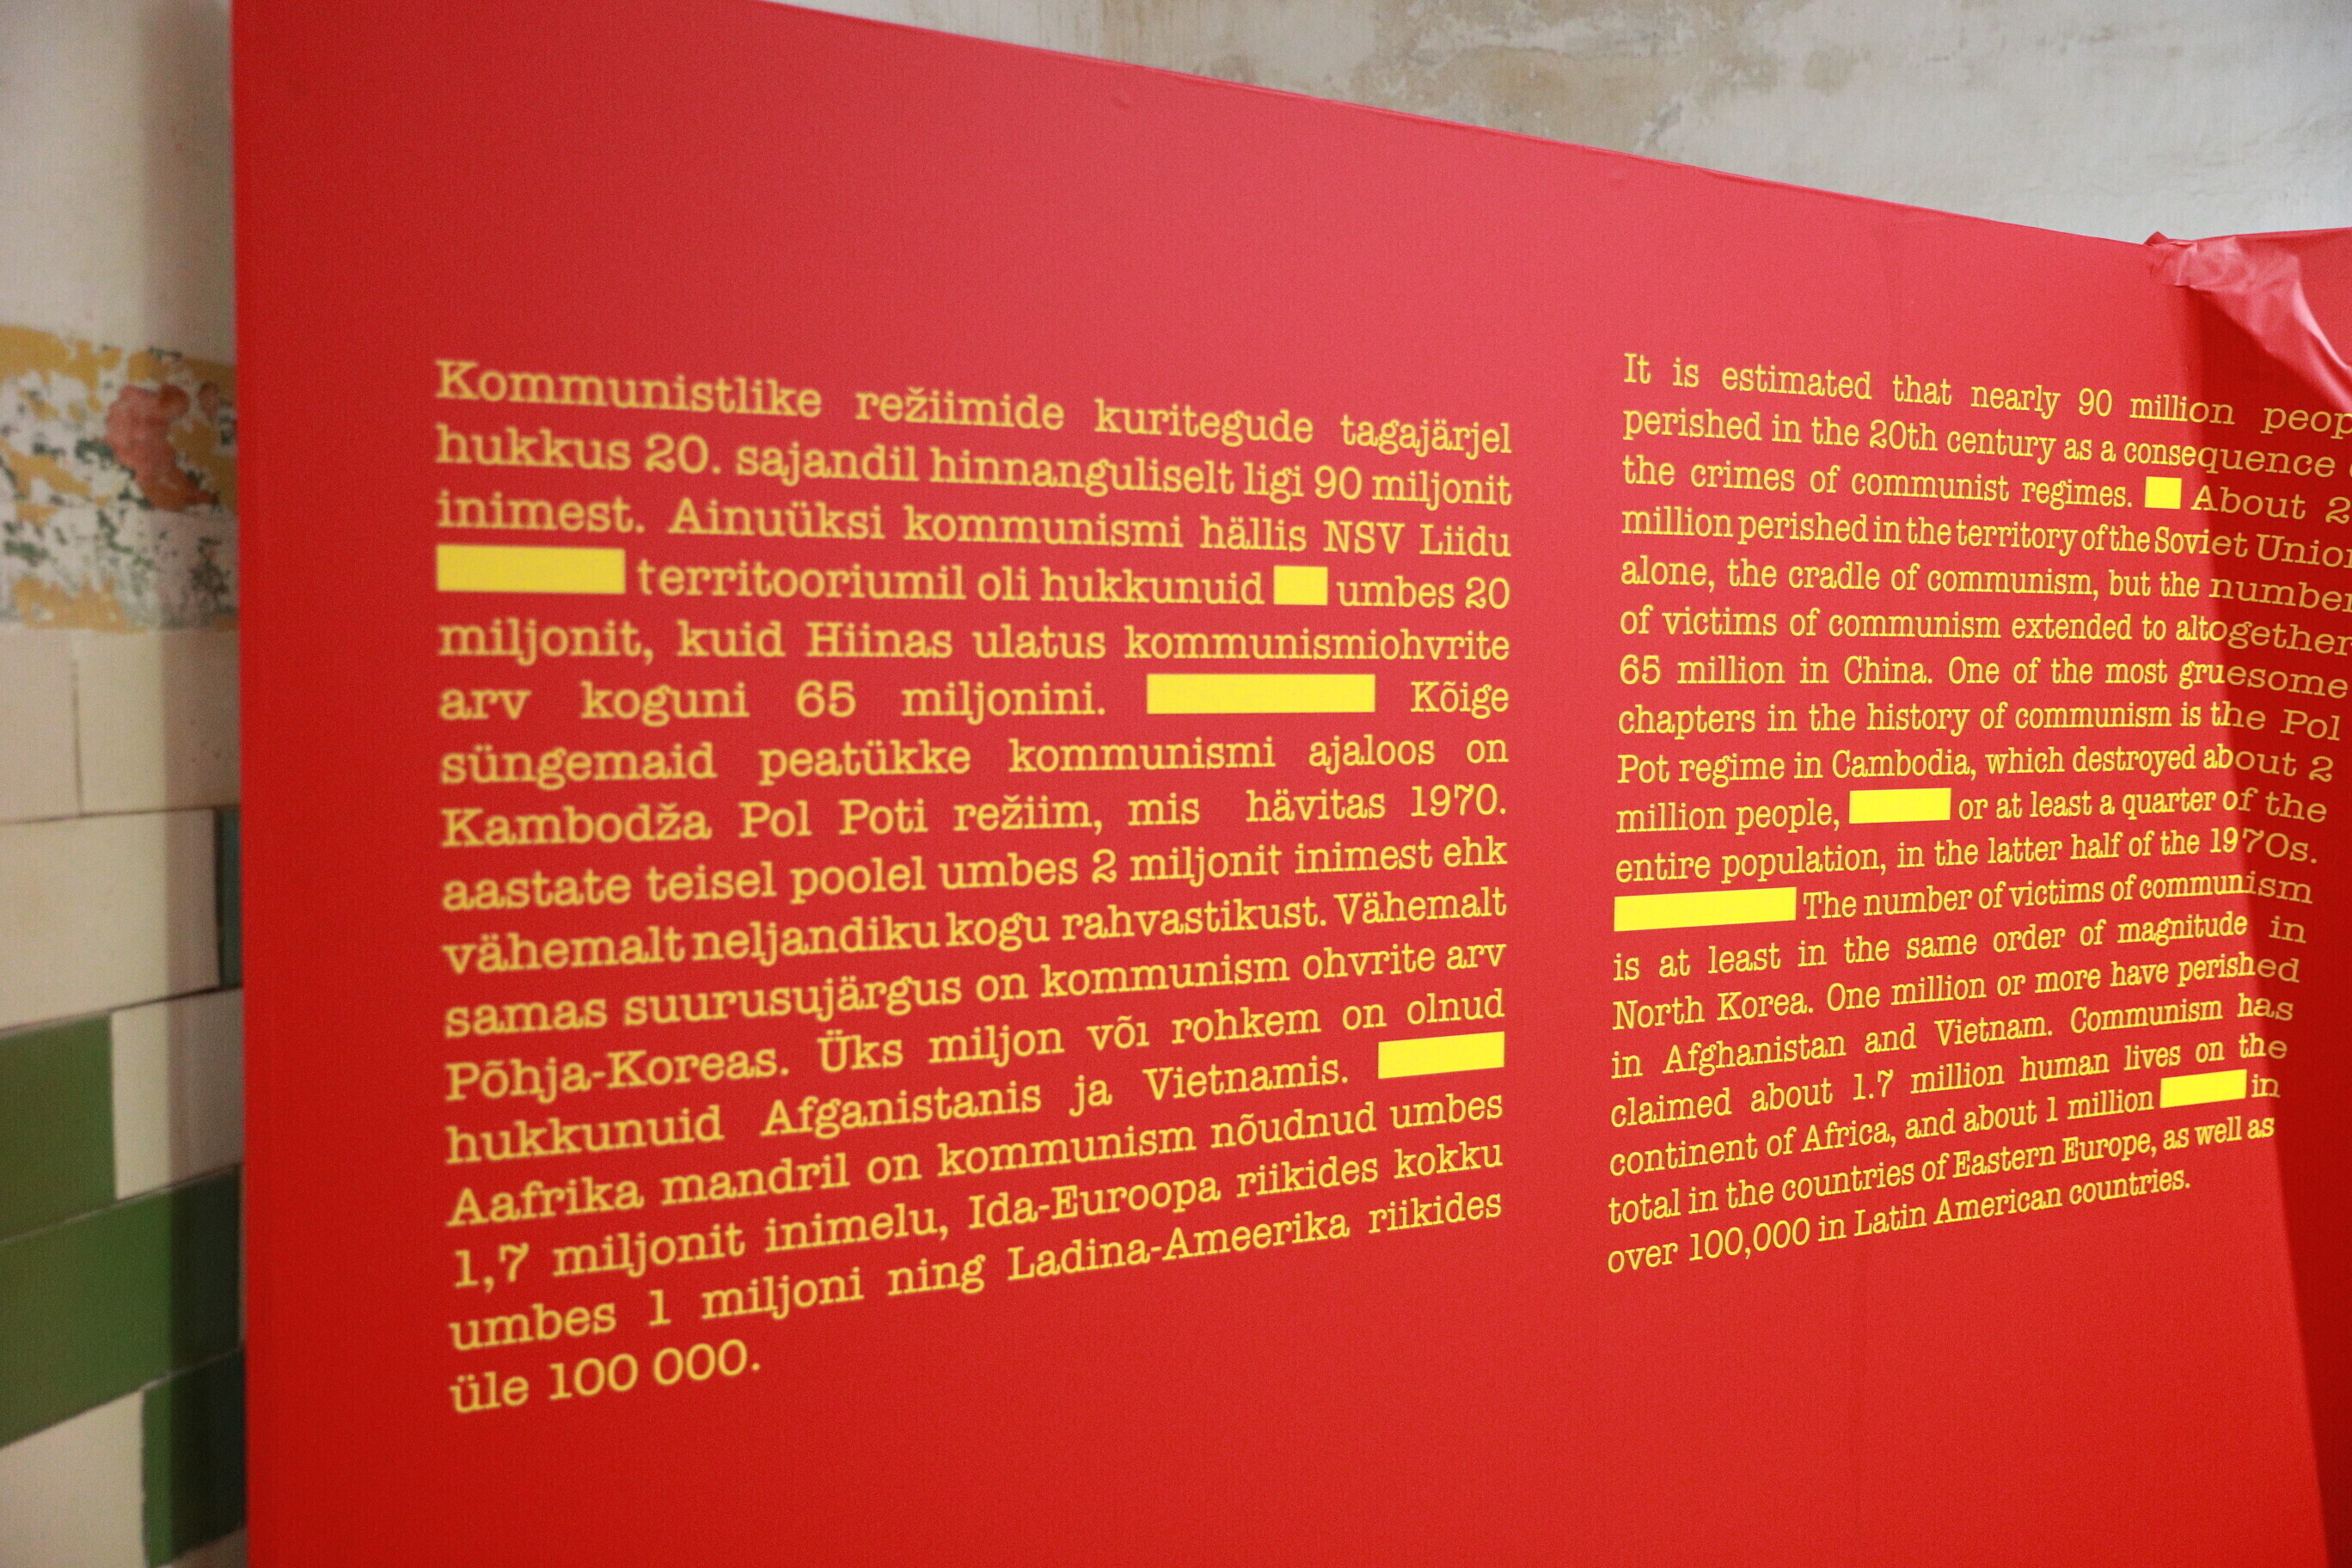 Kommunistlike režiimide kuritegude tagajärjel
hukkus 20. sajandil hinnanguliselt ligi 90 miljonit
inimest. Ainuüksi kommunismi hällis NSV Liidu
territooriumil oli hukkunuid umbes 20
miljonit, kuid Hiinas ulatus kommunismiohvrite
arv koguni 65 miljonini. Kõige
süngemaid peatükke kommunismi ajaloos on
Kambodža Pol Poti režiim, mis hävitas 1970.
aastate teisel poolel umbes 2 miljonit inimest ehk
vähemalt neljandiku kogu rahvastikust. Vähemalt
samas suurusujärgus on kommunism ohvrite arv
Põhja-Koreas. Üks miljon või rohkem on olnud
hukkunuid Afganistanis ja Vietnamis.
Aafrika mandril on kommunism nõudnud umbes
1,7 miljonit inimelu, Ida-Euroopa riikides kokku
umbes 1 miljoni ning Ladina-Ameerika riikides
üle 100 000.
It is estimated that nearly 90 million
perished in the 20th century as a consequence
the crimes of communist regimes. About
million perished in the territory of the Soviet
alone, the cradle of communism, but the number
of victims of communism extended to altogether
65 million in China. One of the most gruesome
chapters in the history of communism is the Pol
Pot regime in Cambodia, which destroyed about 2
million people, or at least a quarter of the
entire population, in the latter half of the 1970s.
The number of victims of communism
is at least in the same order of magnitude in
North Korea. One million or more have perished
in Afghanistan and Vietnam. Communism has
claimed about 1.7 million human lives on the
continent of Africa, and about 1 million in
total in the countries of Eastern Europe, as well as
over 100,000 in Latin American countries.